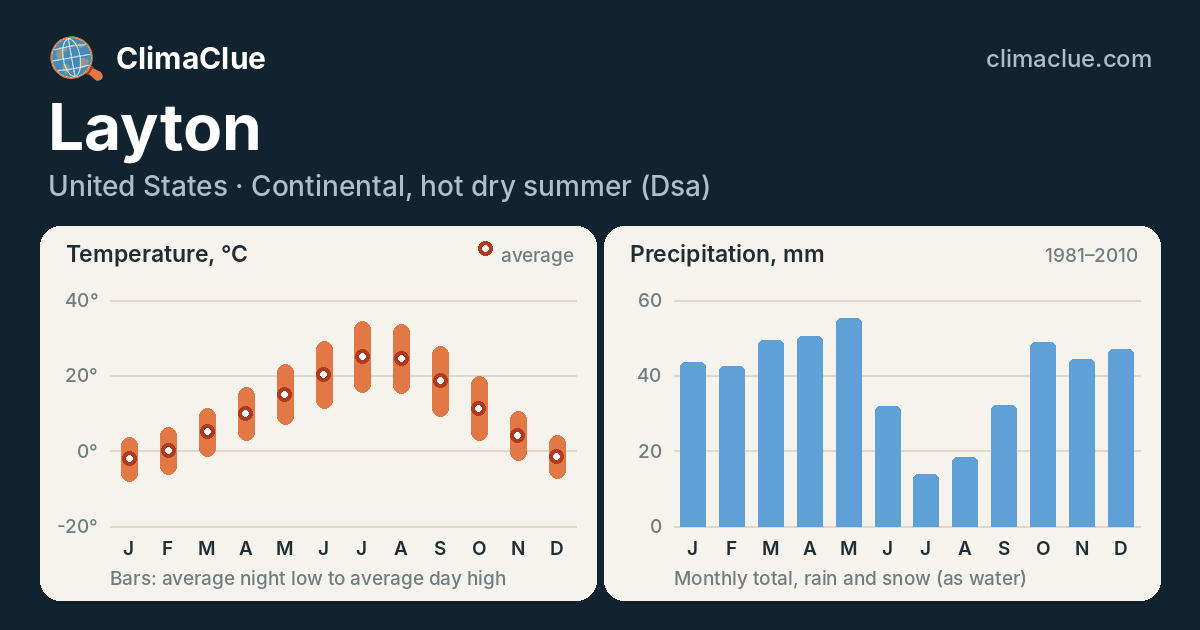 ClimaClue
climaclue.com
Layton
United States · Continental, hot dry summer (Dsa)
Temperature, °C
average
40°
20°
0°
-20°
J F M A M J J A S O N D
Bars: average night low to average day high
Precipitation, mm
1981–2010
60
40
20
0
J F M A M J J A S O N D
Monthly total, rain and snow (as water)